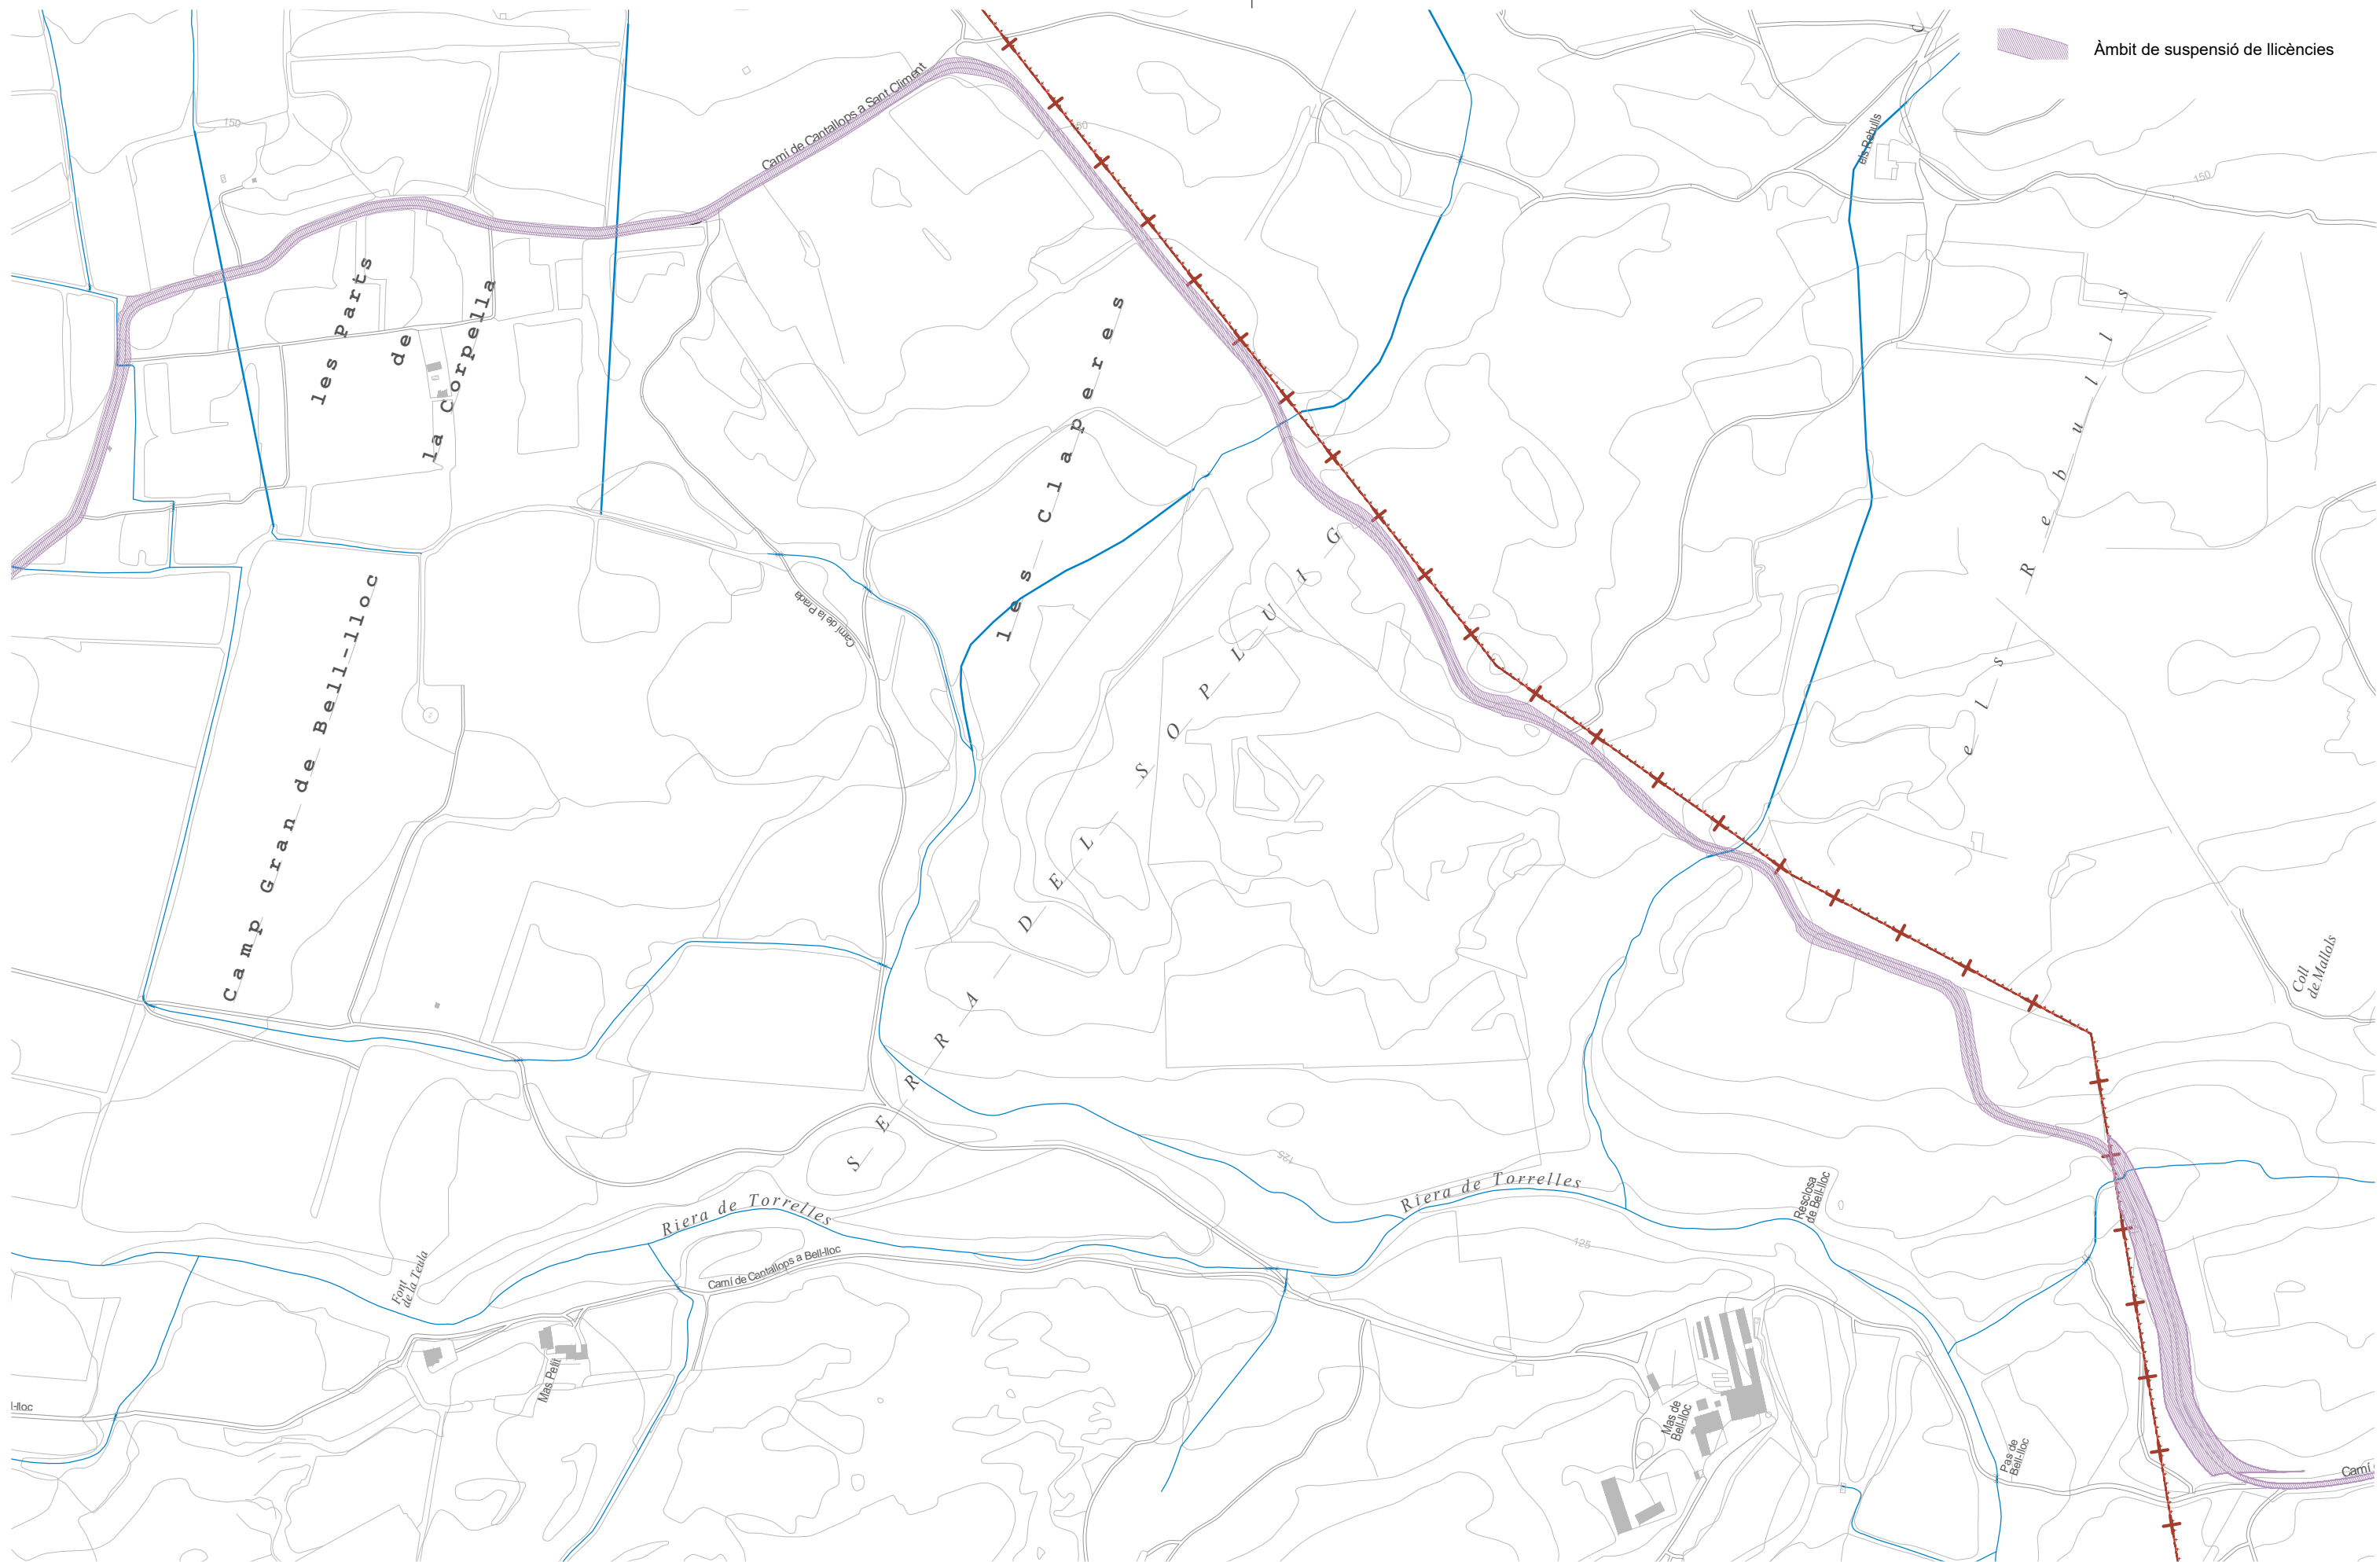 Àmbit de suspensió de llicències
Camí de Cantallops a Sant Climent
els Rebulls
150
150
les Parts
de
la Corpella
les Claperes
els Rebulls
SERRA DEL SOPLUIG
Camp Gran de Bell-lloc
Camí de la Prada
Coll
de Mallols
125
Riera de Torrelles
Riera de Torrelles
Resclosa
de Bell-lloc
125
Font
de la Teula
Camí de Cantallops a Bell-lloc
Mas Pelit
l-lloc
Mas de
Bell-lloc
Pas de
Bell-lloc
Camí